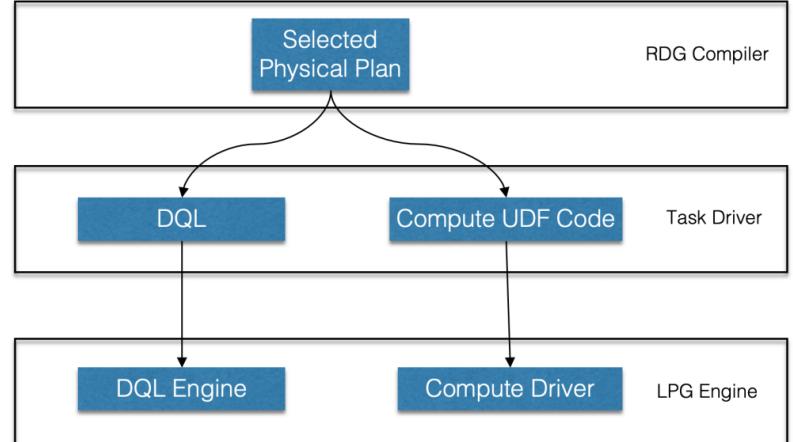 Selected
Physical Plan
RDG Compiler
DQL
Compute UDF Code
Task Driver
DQL Engine
Compute Driver
LPG Engine